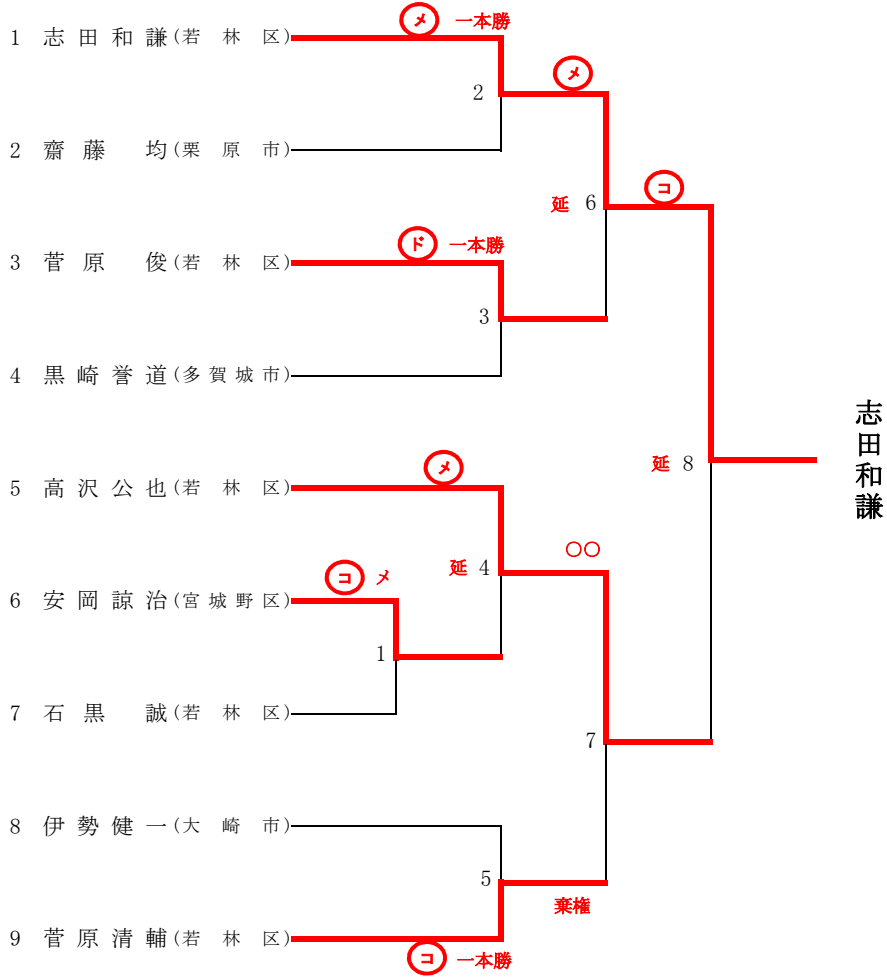 メ 一本勝
1 志田和謙(若林区)
メ
2
2 齋藤 均(栗原市)
コ
延 6
ド 一本勝
3 菅原 俊(若林区)
3
4 黒崎誉道(多賀城市)
志田和謙
メ
延 8
5 高沢公也(若林区)
○○
延 4
コ メ
6 安岡諒治(宮城野区)
1
7 石黒 誠(若林区)
7
8 伊勢健一(大崎市)
5
棄権
9 菅原清輔(若林区)
コ 一本勝